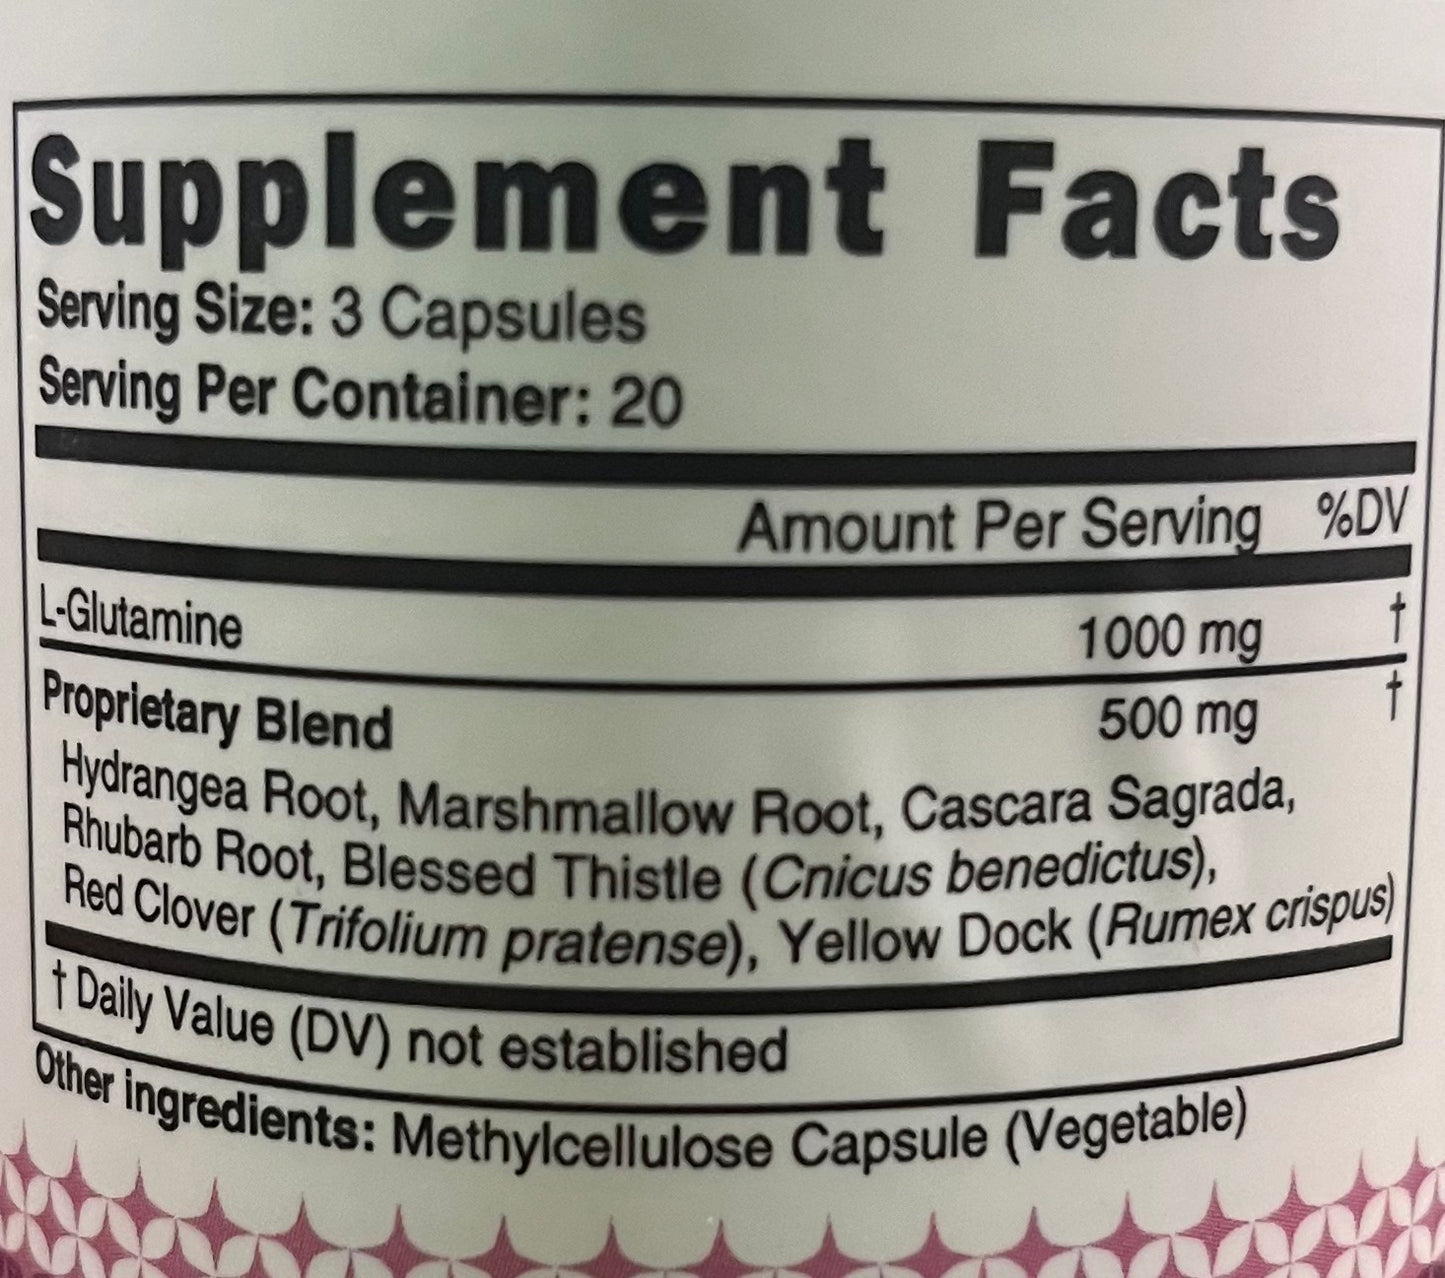 Supplement Facts
Serving Size: 3 Capsules
Serving Per Container: 20
Amount Per Serving %DV
L-Glutamine 1000 mg †
Proprietary Blend 500 mg †
Hydrangea Root, Marshmallow Root, Cascara Sagrada,
Rhubarb Root, Blessed Thistle (Cnicus benedictus),
Red Clover (Trifolium pratense), Yellow Dock (Rumex crispus)
† Daily Value (DV) not established
Other ingredients: Methylcellulose Capsule (Vegetable)